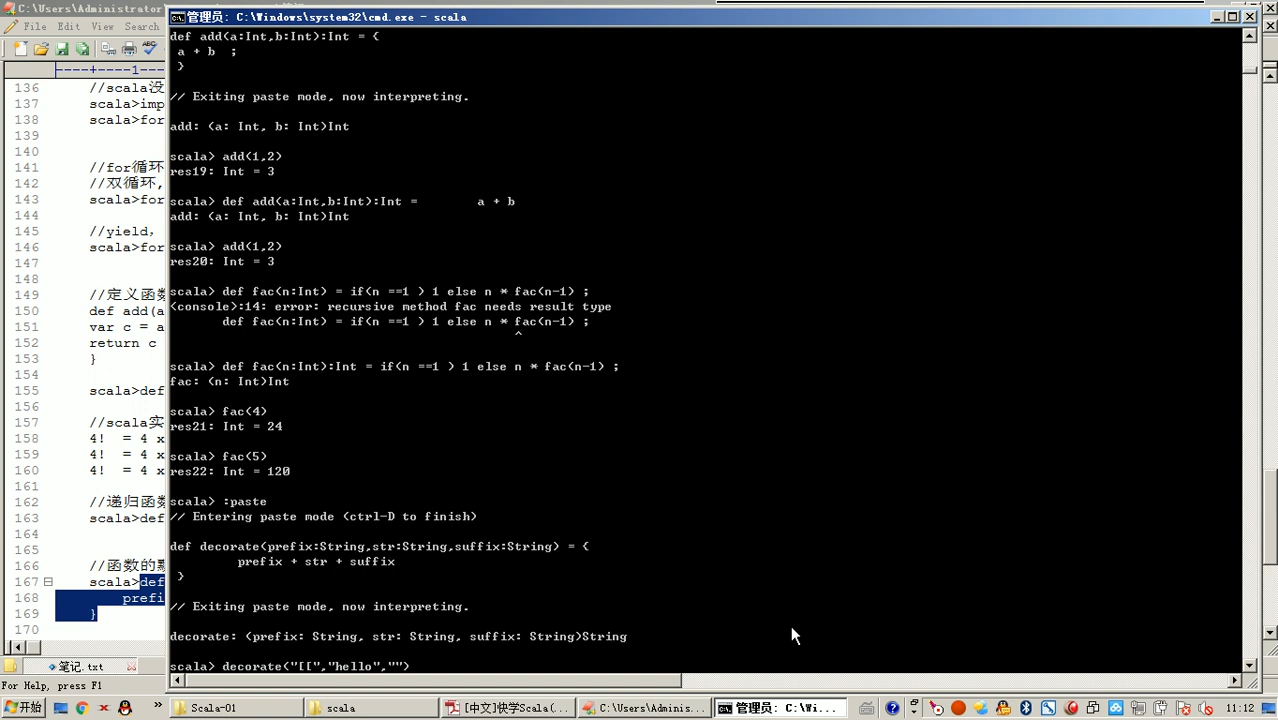 C:\Users\Administrator
管理员: C:\Windows\system32\cmd.exe - scala
File Edit View Search
----+----1----
136 //scala没
137 scala>imp
138 scala>for
139
140
141 //for循环
142 //双循环,
143 scala>for
144
145 //yield,
146 scala>for
147
148
149 //定义函数
150 def add(a
151 var c = a
152 return c
153 }
154
155 scala>def
156
157 //scala实
158 4! = 4 x
159 4! = 4 x
160 4! = 4 x
161
162 //递归函数
163 scala>def
164
165
166 //函数的
167 scala>def
168 prefi
169 }
170
def add(a:Int,b:Int):Int = {
a + b ;
}
// Exiting paste mode, now interpreting.
add: (a: Int, b: Int)Int
scala> add(1,2)
res19: Int = 3
scala> def add(a:Int,b:Int):Int = a + b
add: (a: Int, b: Int)Int
scala> add(1,2)
res20: Int = 3
scala> def fac(n:Int) = if(n ==1 ) 1 else n * fac(n-1) ;
<console>:14: error: recursive method fac needs result type
def fac(n:Int) = if(n ==1 ) 1 else n * fac(n-1) ;
^
scala> def fac(n:Int):Int = if(n ==1 ) 1 else n * fac(n-1) ;
fac: (n: Int)Int
scala> fac(4)
res21: Int = 24
scala> fac(5)
res22: Int = 120
scala> :paste
// Entering paste mode (ctrl-D to finish)
def decorate(prefix:String,str:String,suffix:String) = {
prefix + str + suffix
}
// Exiting paste mode, now interpreting.
decorate: (prefix: String, str: String, suffix: String)String
scala> decorate("[[","hello","")
笔记.txt
For Help, press F1
开始 » Scala-01 scala [中文]快学Scala(... C:\Users\Adminis... 管理员: C:\Wi... 11:12